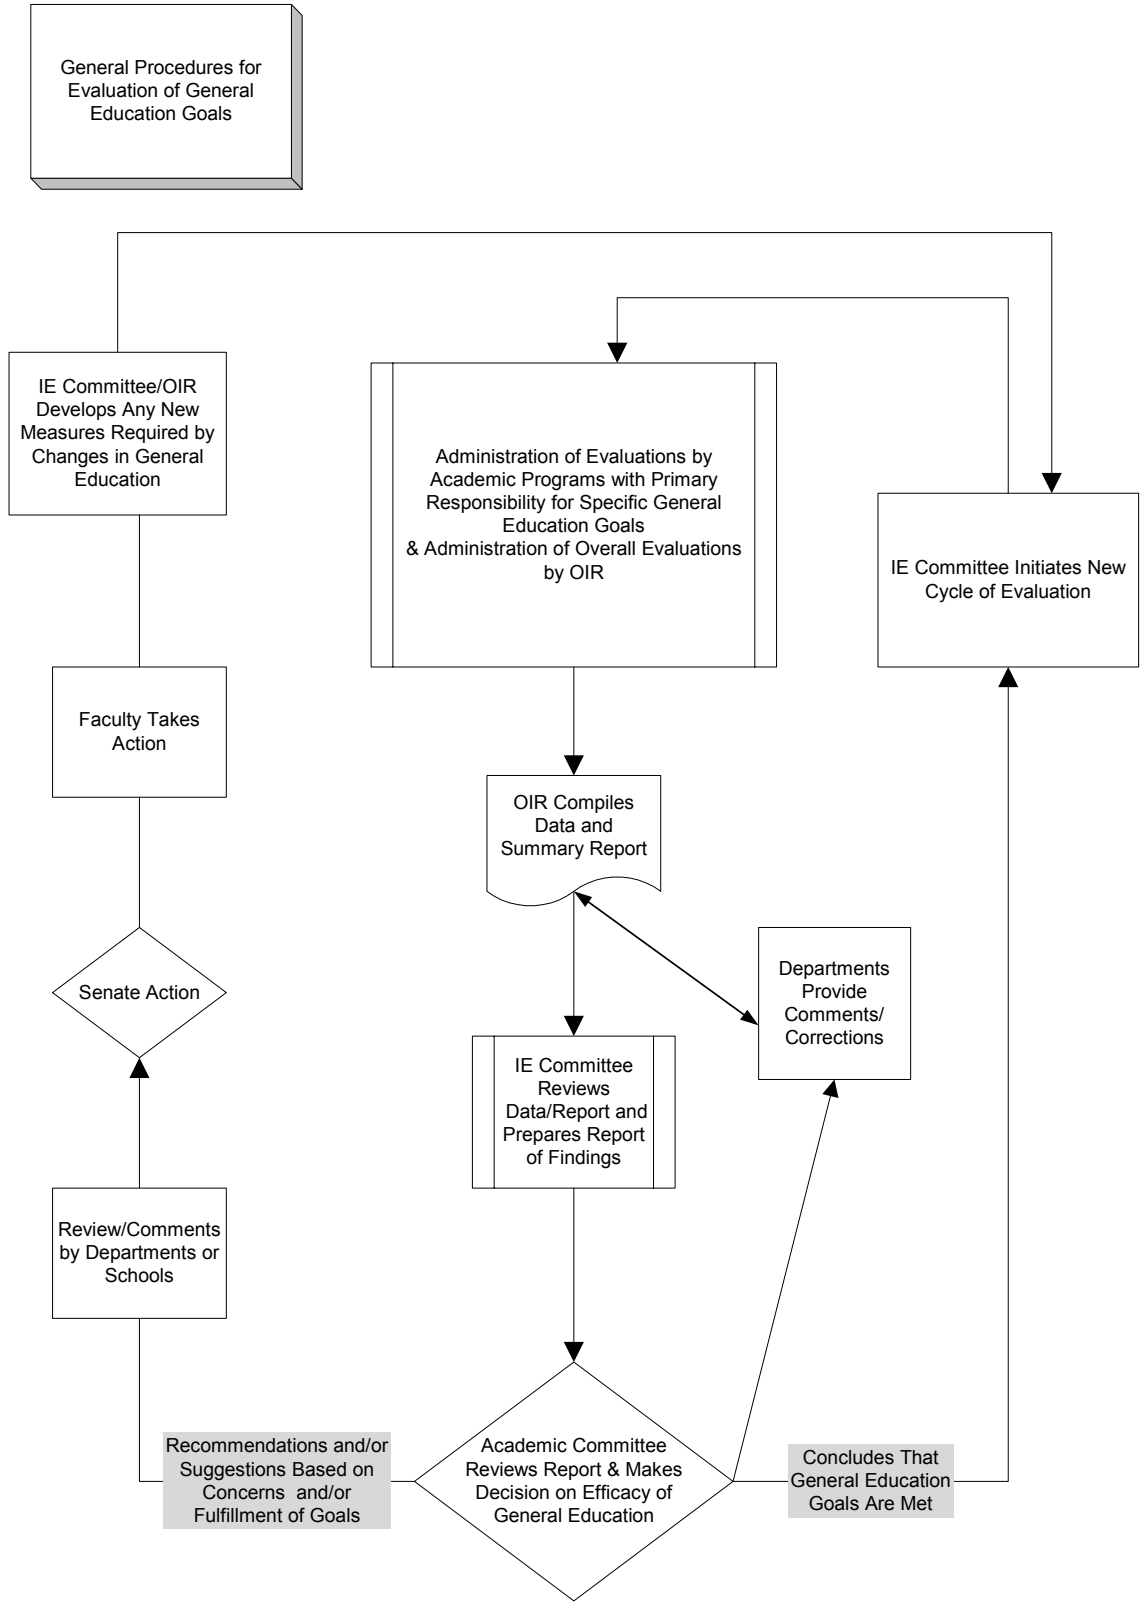 General Procedures for
Evaluation of General
Education Goals
IE Committee/OIR
Develops Any New
Measures Required by
Changes in General
Education
Administration of Evaluations by
Academic Programs with Primary
Responsibility for Specific General
Education Goals
& Administration of Overall Evaluations
by OIR
IE Committee Initiates New
Cycle of Evaluation
Faculty Takes
Action
OIR Compiles
Data and
Summary Report
Senate Action
Departments
Provide
Comments/
Corrections
IE Committee
Reviews
Data/Report and
Prepares Report
of Findings
Review/Comments
by Departments or
Schools
Recommendations and/or
Suggestions Based on
Concerns and/or
Fulfillment of Goals
Academic Committee
Reviews Report & Makes
Decision on Efficacy of
General Education
Concludes That
General Education
Goals Are Met